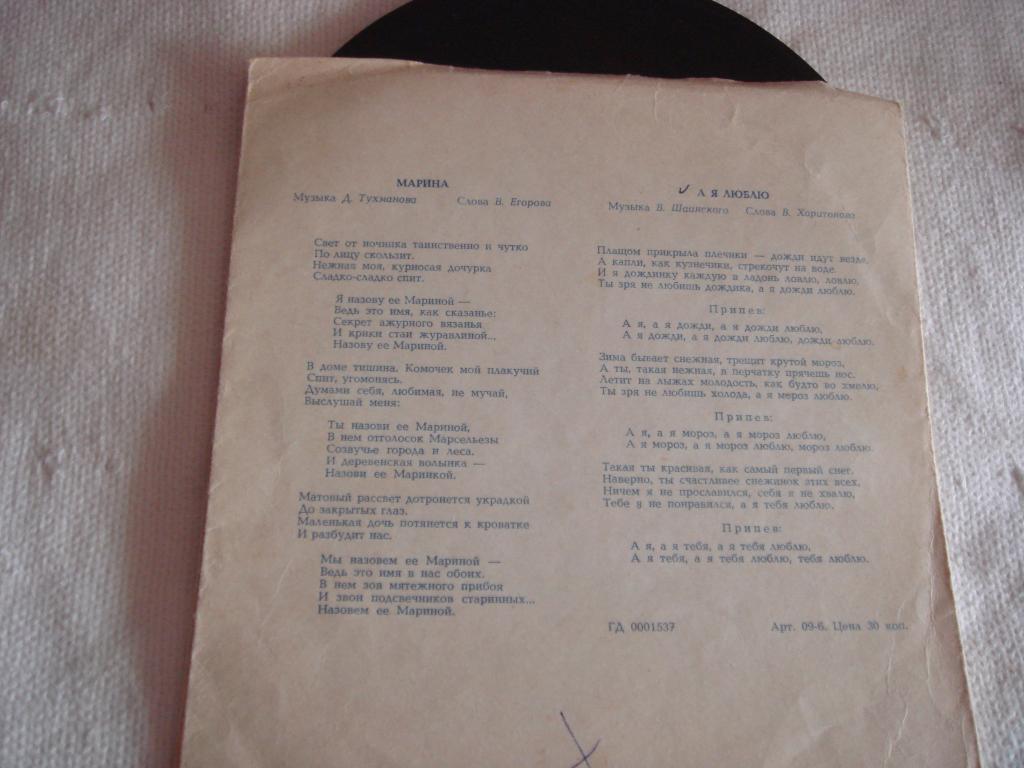 МАРИНА
Музыка Д. Тухманова Слова В. Егорова
Свет от ночника таинственно и чутко
По лицу скользит.
Нежная моя, курносая дочурка
Сладко-сладко спит.
Я назову ее Мариной —
Ведь это имя, как сказанье:
Секрет ажурного вязанья
И крики стаи журавлиной...
Назову ее Мариной.
В доме тишина. Комочек мой плакучий
Спит, угомонясь.
Думами себя, любимая, не мучай,
Выслушай меня:
Ты назови ее Мариной,
В нем отголосок Марсельезы
Созвучье города и леса.
И деревенская волынка —
Назови ее Маринкой.
Матовый рассвет дотронется украдкой
До закрытых глаз.
Маленькая дочь потянется к кроватке
И разбудит нас.
Мы назовем ее Мариной —
Ведь это имя в нас обоих.
В нем зов мятежного прибоя
И звон подсвечников старинных...
Назовем ее Мариной.
А Я ЛЮБЛЮ
Музыка В. Шаинского Слова В. Харитонова
Плащом прикрыла плечики — дожди идут везде,
А капли, как кузнечики, стрекочут на воде.
И я дождинку каждую в ладонь ловлю, ловлю,
Ты зря не любишь дождика, а я дожди люблю.
Припев:
А я, а я дожди, а я дожди люблю,
А я дожди, а я дожди люблю, дожди люблю.
Зима бывает снежная, трещит крутой мороз,
А ты, такая нежная, в перчатку прячешь нос.
Летит на лыжах молодость, как будто во хмелю,
Ты зря не любишь холода, а я мороз люблю.
Припев:
А я, а я мороз, а я мороз люблю,
А я мороз, а я мороз люблю, мороз люблю.
Такая ты красивая, как самый первый снег.
Наверно, ты счастливее снежинок этих всех.
Ничем я не прославился, себя я не хвалю,
Тебе я не понравился, а я тебя люблю.
Припев:
А я, а я тебя, а я тебя люблю,
А я тебя, а я тебя люблю, тебя люблю.
ГД 0001537 Арт. 09-6. Цена 30 коп.